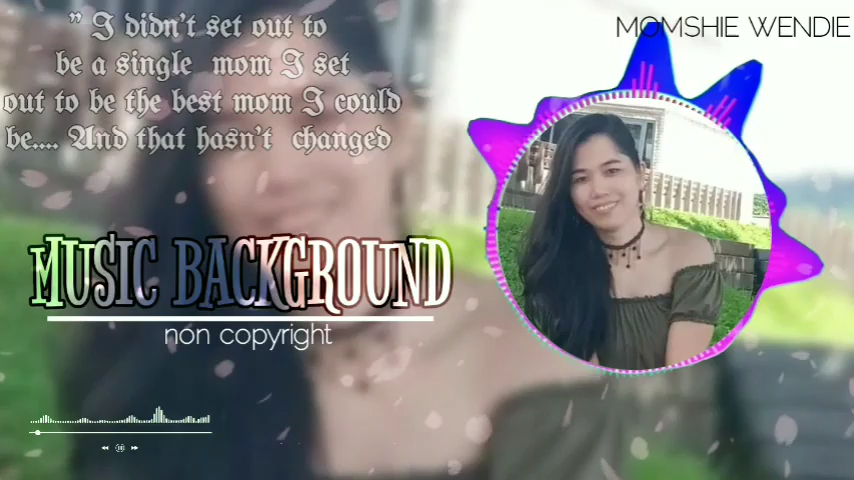 " I didn't set out to
be a single mom I set
out to be the best mom I could
be.... And that hasn't changed
MOMSHIE WENDIE
MUSIC BACKGROUND
non copyright